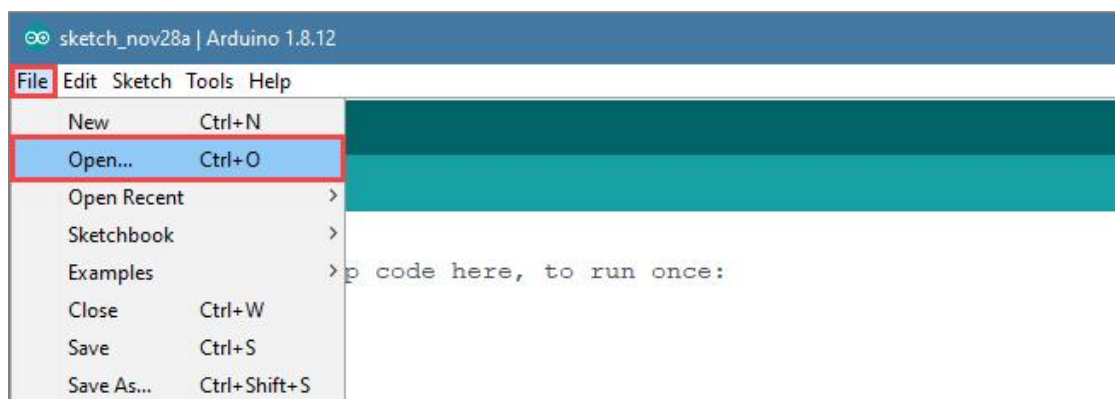 sketch_nov28a | Arduino 1.8.12
File Edit Sketch Tools Help
New Ctrl+N
Open... Ctrl+O
Open Recent >
Sketchbook >
Examples >
p code here, to run once:
Close Ctrl+W
Save Ctrl+S
Save As... Ctrl+Shift+S